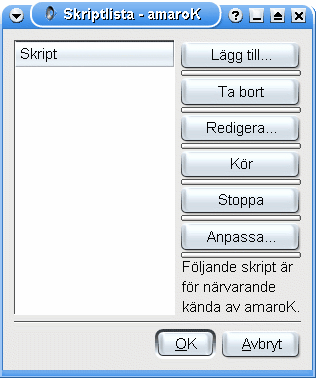 Skriptlista - amaroK
Skript
Lägg till...
Ta bort
Redigera...
Kör
Stoppa
Anpassa...
Följande skript är
för närvarande
kända av amaroK.
OK
Avbryt